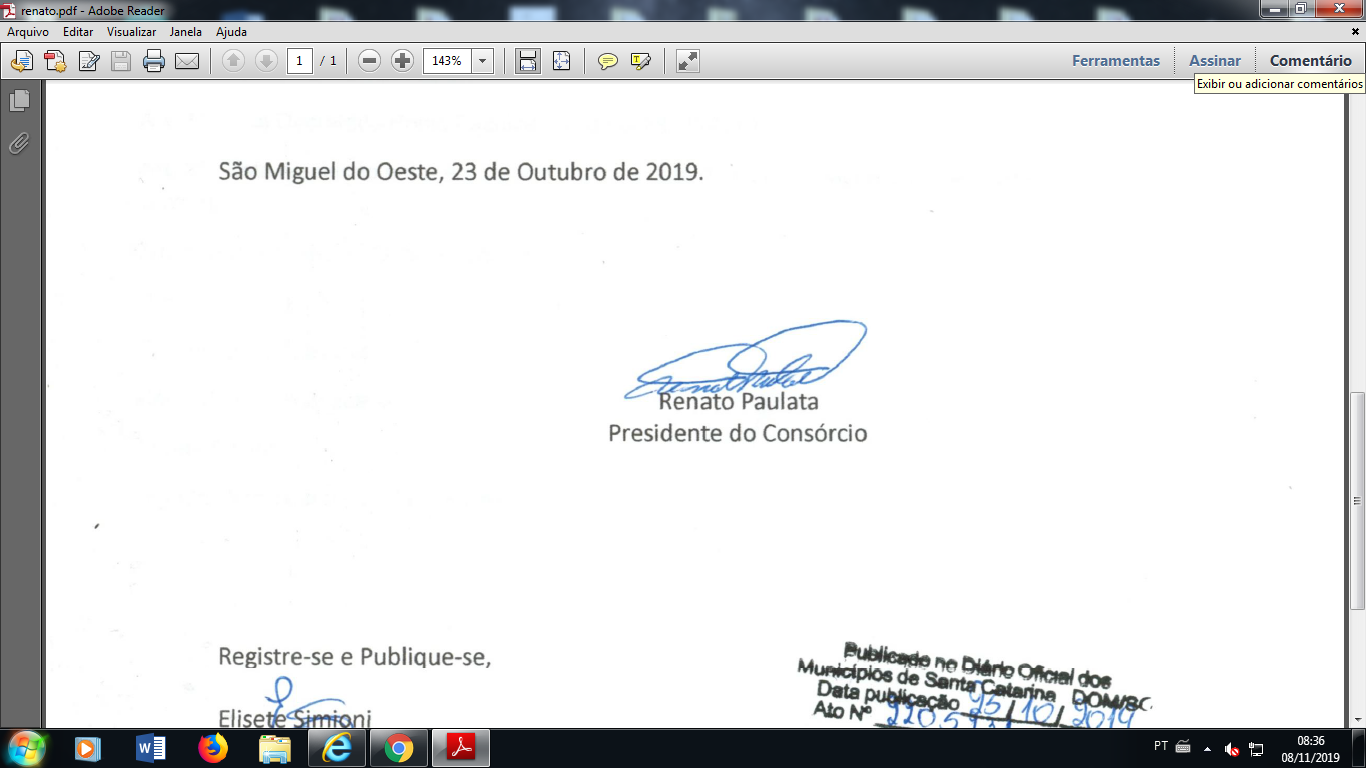 renato.pdf - Adobe Reader
Arquivo Editar Visualizar Janela Ajuda
1 / 1 143% Ferramentas Assinar Comentário
Exibir ou adicionar comentários
São Miguel do Oeste, 23 de Outubro de 2019.
Renato Paulata
Presidente do Consórcio
Registre-se e Publique-se,
Elisete Simioni
Publicado no Diário Oficial dos
Municípios de Santa Catarina DOM/SC
Data publicação 25/10/2019
Ato Nº
PT 08:36
08/11/2019